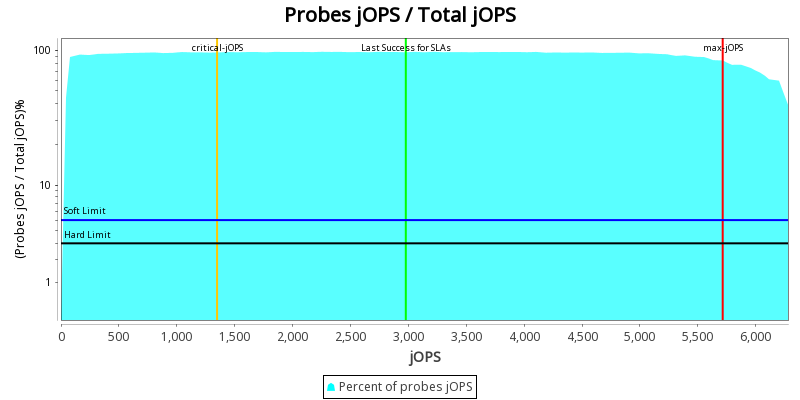 Probes jOPS / Total jOPS
(Probes jOPS / Total jOPS)%
100
10
1
critical-jOPS
Last Success for SLAs
max-jOPS
Soft Limit
Hard Limit
0 500 1,000 1,500 2,000 2,500 3,000 3,500 4,000 4,500 5,000 5,500 6,000
jOPS
Percent of probes jOPS